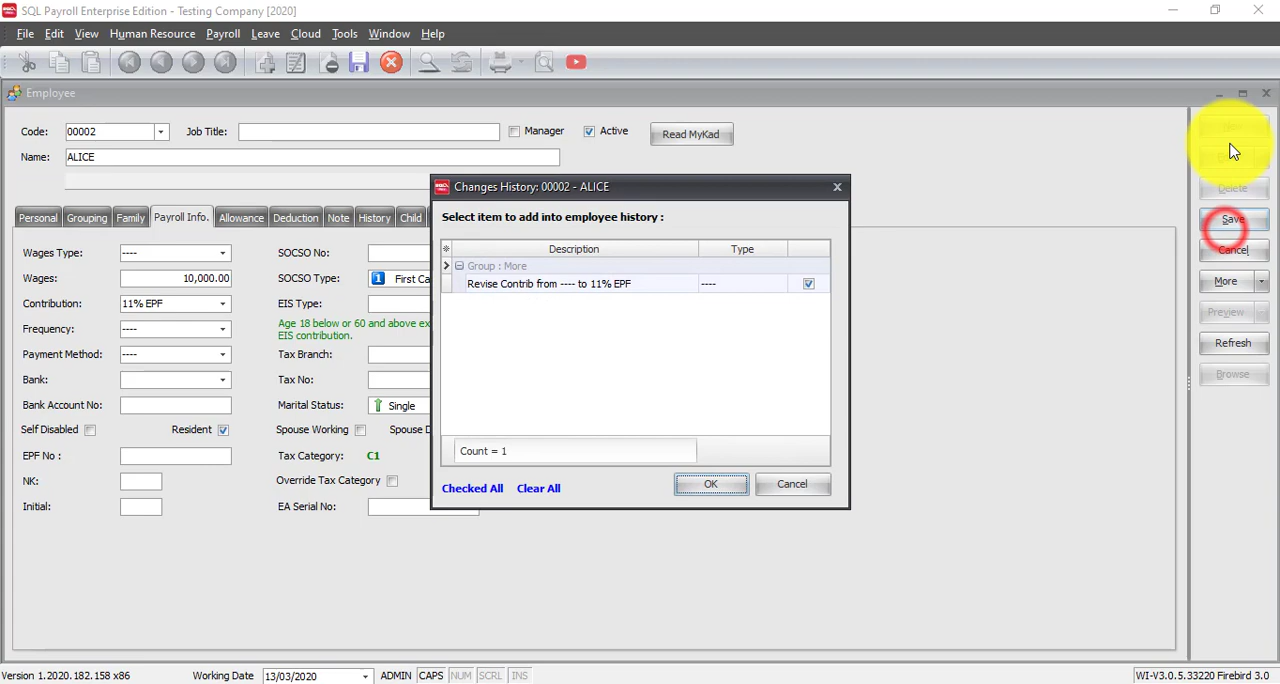 SQL Payroll Enterprise Edition - Testing Company [2020]
File Edit View Human Resource Payroll Leave Cloud Tools Window Help
Employee
Code: 00002 Job Title: Manager Active Read MyKad
Name: ALICE
Personal Grouping Family Payroll Info. Allowance Deduction Note History Child
Wages Type: ----
Wages: 10,000.00
Contribution: 11% EPF
Frequency: ----
Payment Method: ----
Bank:
Bank Account No:
Self Disabled Resident
EPF No :
NK:
Initial:
SOCSO No:
SOCSO Type: 1 First Ca
EIS Type:
Age 18 below or 60 and above ex
EIS contribution.
Tax Branch:
Tax No:
Marital Status: Single
Spouse Working Spouse D
Tax Category: C1
Override Tax Category
EA Serial No:
Changes History: 00002 - ALICE
Select item to add into employee history :
Description Type
Group : More
Revise Contrib from ---- to 11% EPF ----
Count = 1
Checked All Clear All OK Cancel
New
Delete
Save
Cancel
More
Preview
Refresh
Browse
Version 1.2020.182.158 x86 Working Date 13/03/2020 ADMIN CAPS NUM SCRL INS WI-V3.0.5.33220 Firebird 3.0